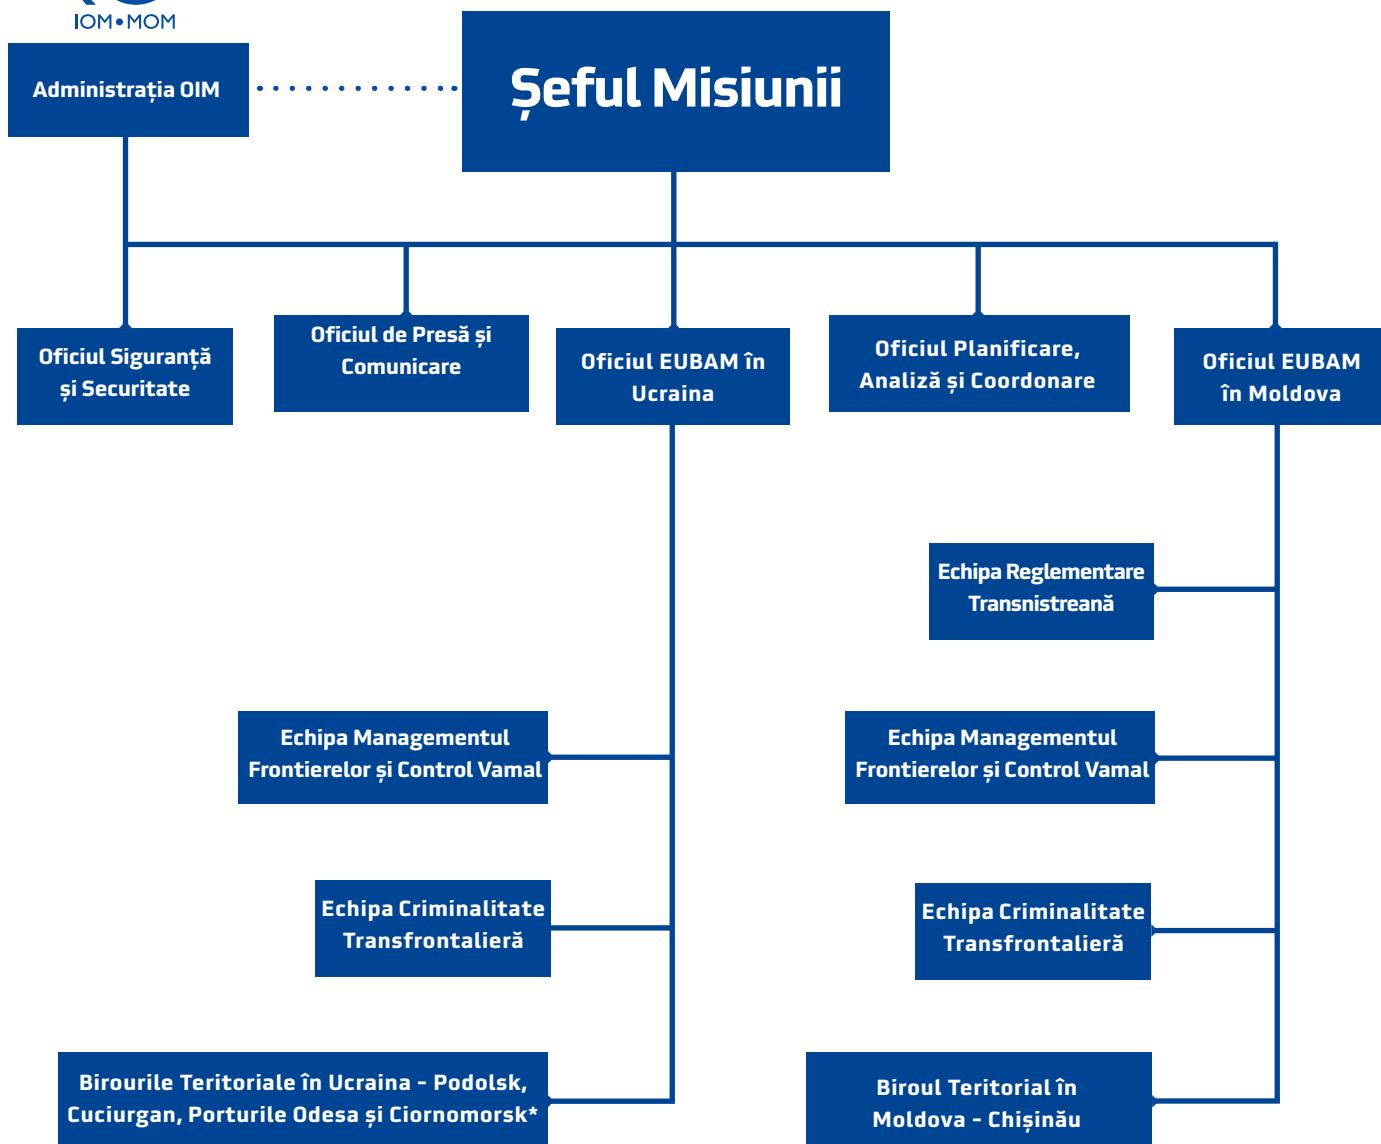 IOM•MOM
Administrația OIM
Șeful Misiunii
Oficiul Siguranță
și Securitate
Oficiul de Presă și
Comunicare
Oficiul EUBAM în
Ucraina
Oficiul Planificare,
Analiză și Coordonare
Oficiul EUBAM
în Moldova
Echipa Reglementare
Transnistreană
Echipa Managementul
Frontierelor și Control Vamal
Echipa Managementul
Frontierelor și Control Vamal
Echipa Criminalitate
Transfrontalieră
Echipa Criminalitate
Transfrontalieră
Birourile Teritoriale în Ucraina - Podolsk,
Cuciurgan, Porturile Odesa și Ciornomorsk*
Biroul Teritorial în
Moldova - Chișinău